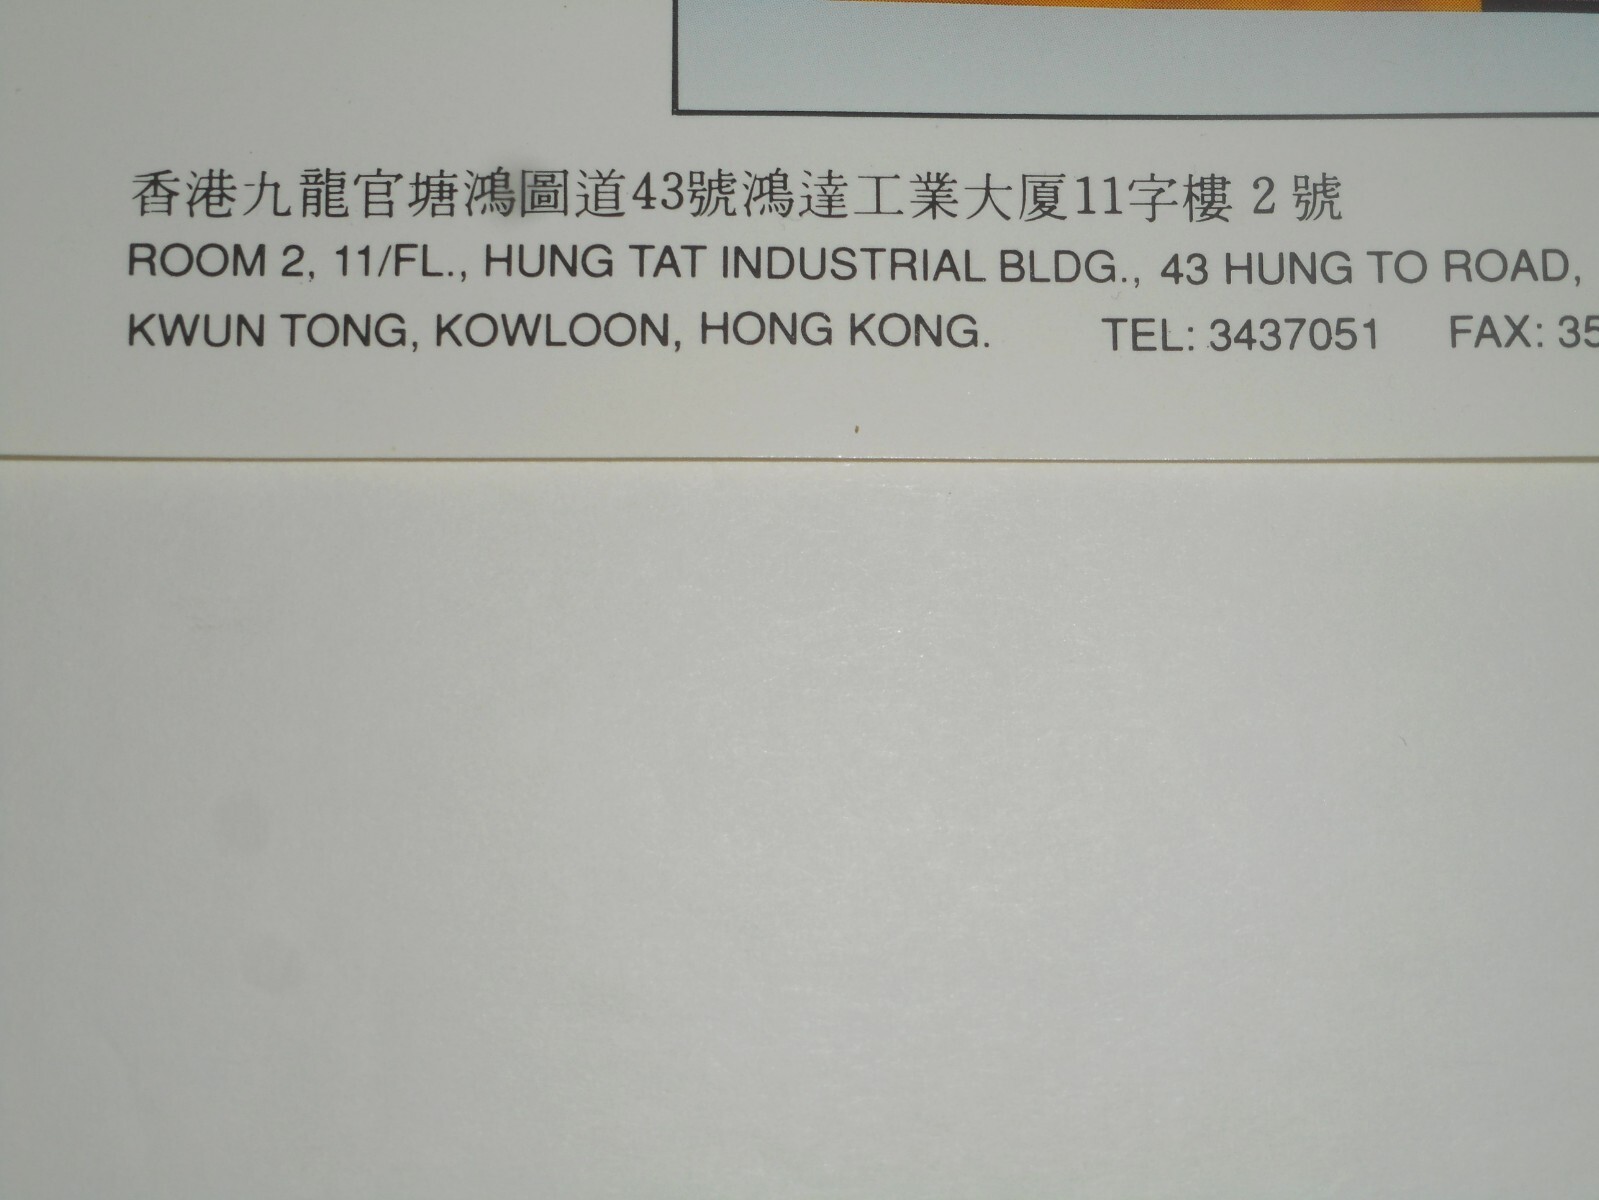 香港九龍官塘鴻圖道43號鴻達工業大厦11字樓2號
ROOM 2, 11/FL., HUNG TAT INDUSTRIAL BLDG., 43 HUNG TO ROAD,
KWUN TONG, KOWLOON, HONG KONG. TEL: 3437051 FAX: 35